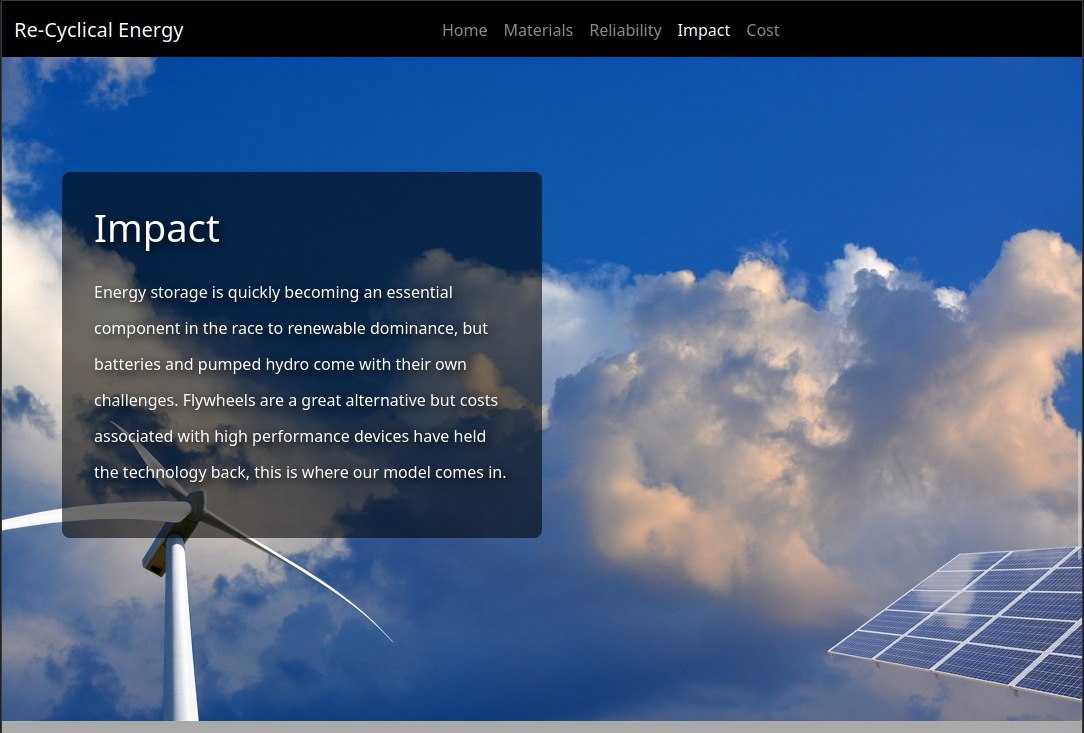 Re-Cyclical Energy
Home Materials Reliability Impact Cost
Impact
Energy storage is quickly becoming an essential
component in the race to renewable dominance, but
batteries and pumped hydro come with their own
challenges. Flywheels are a great alternative but costs
associated with high performance devices have held
the technology back, this is where our model comes in.